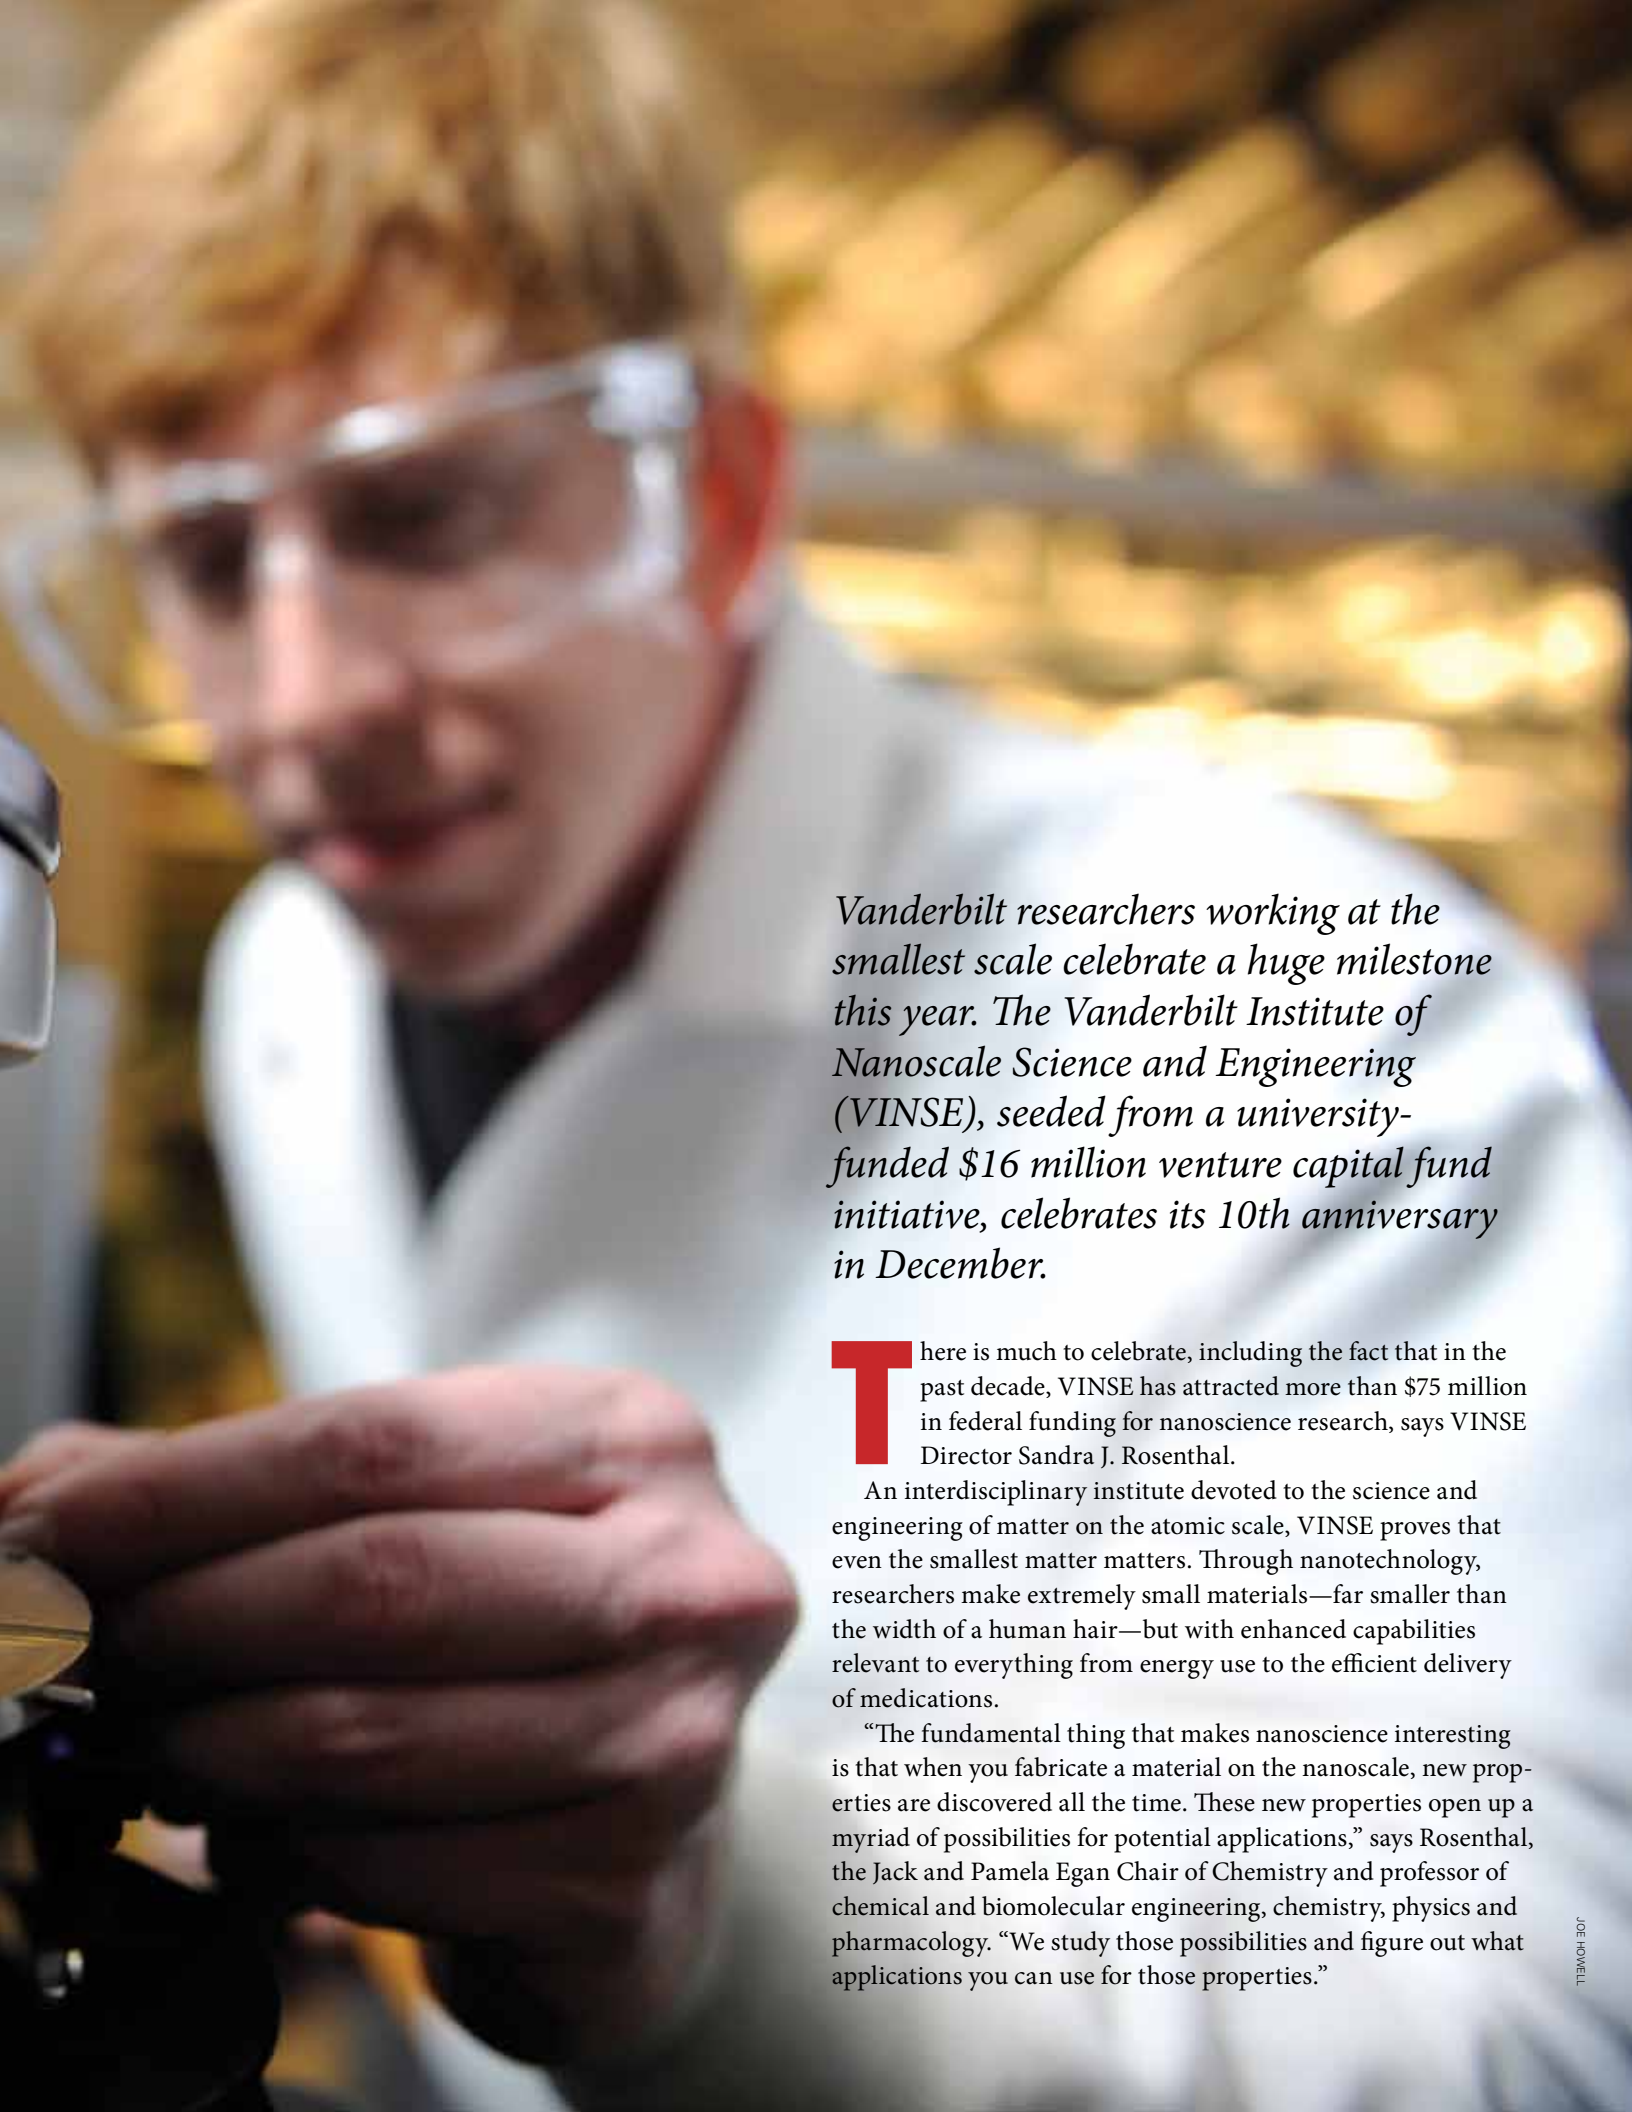 Vanderbilt researchers working at the
smallest scale celebrate a huge milestone
this year. The Vanderbilt Institute of
Nanoscale Science and Engineering
(VINSE), seeded from a university-
funded $16 million venture capital fund
initiative, celebrates its 10th anniversary
in December.
There is much to celebrate, including the fact that in the
past decade, VINSE has attracted more than $75 million
in federal funding for nanoscience research, says VINSE
Director Sandra J. Rosenthal.
An interdisciplinary institute devoted to the science and
engineering of matter on the atomic scale, VINSE proves that
even the smallest matter matters. Through nanotechnology,
researchers make extremely small materials—far smaller than
the width of a human hair—but with enhanced capabilities
relevant to everything from energy use to the efficient delivery
of medications.
“The fundamental thing that makes nanoscience interesting
is that when you fabricate a material on the nanoscale, new prop-
erties are discovered all the time. These new properties open up a
myriad of possibilities for potential applications,” says Rosenthal,
the Jack and Pamela Egan Chair of Chemistry and professor of
chemical and biomolecular engineering, chemistry, physics and
pharmacology. “We study those possibilities and figure out what
applications you can use for those properties.”
JOE HOWELL